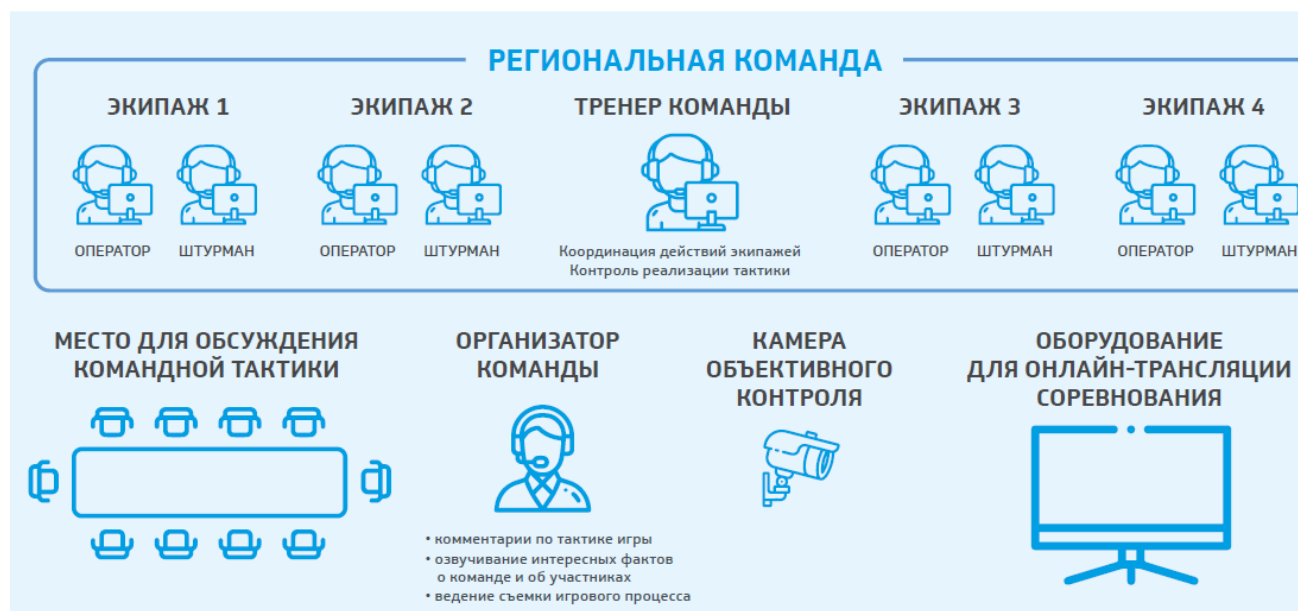 РЕГИОНАЛЬНАЯ КОМАНДА
ЭКИПАЖ 1
ЭКИПАЖ 2
ТРЕНЕР КОМАНДЫ
ЭКИПАЖ 3
ЭКИПАЖ 4
ОПЕРАТОР
ШТУРМАН
ОПЕРАТОР
ШТУРМАН
Координация действий экипажей
Контроль реализации тактики
ОПЕРАТОР
ШТУРМАН
ОПЕРАТОР
ШТУРМАН
МЕСТО ДЛЯ ОБСУЖДЕНИЯ
КОМАНДНОЙ ТАКТИКИ
ОРГАНИЗАТОР
КОМАНДЫ
КАМЕРА
ОБЪЕКТИВНОГО
КОНТРОЛЯ
ОБОРУДОВАНИЕ
ДЛЯ ОНЛАЙН-ТРАНСЛЯЦИИ
СОРЕВНОВАНИЯ
• комментарии по тактике игры
• озвучивание интересных фактов
о команде и об участниках
• ведение съемки игрового процесса